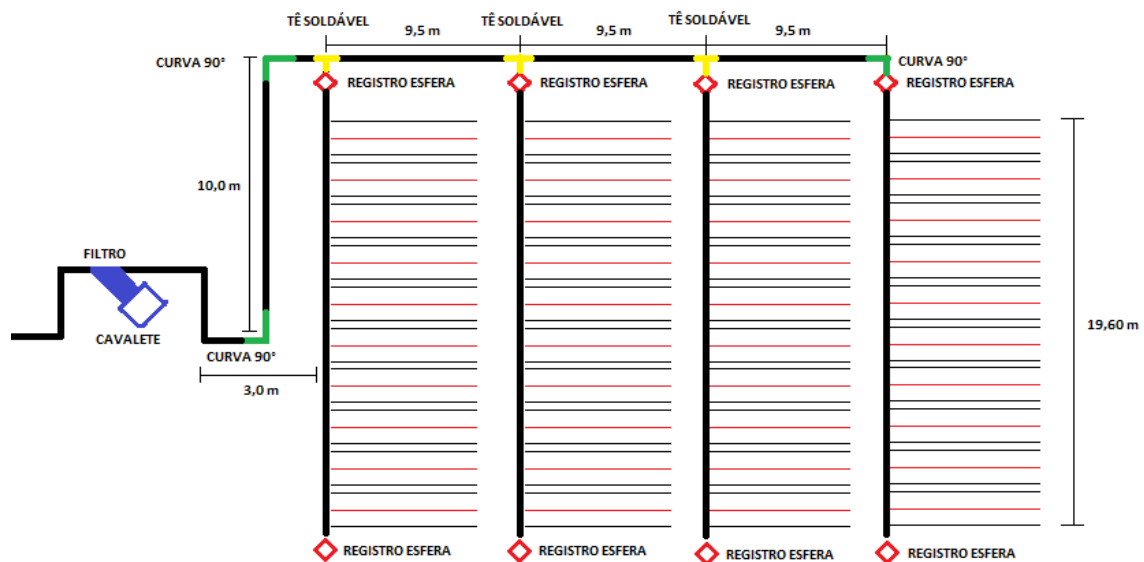 TÊ SOLDÁVEL
TÊ SOLDÁVEL
TÊ SOLDÁVEL
9,5 m
9,5 m
9,5 m
CURVA 90°
CURVA 90°
REGISTRO ESFERA
REGISTRO ESFERA
REGISTRO ESFERA
REGISTRO ESFERA
10,0 m
FILTRO
19,60 m
CAVALETE
CURVA 90°
3,0 m
REGISTRO ESFERA
REGISTRO ESFERA
REGISTRO ESFERA
REGISTRO ESFERA